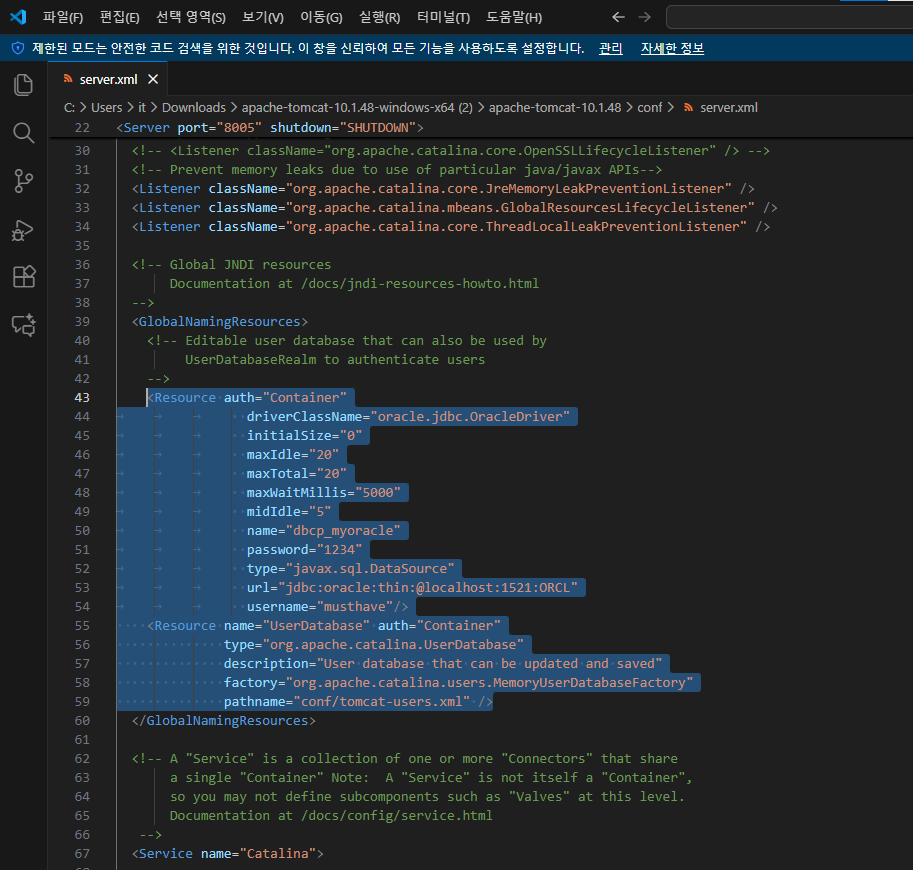 파일(F) 편집(E) 선택 영역(S) 보기(V) 이동(G) 실행(R) 터미널(T) 도움말(H)
제한된 모드는 안전한 코드 검색을 위한 것입니다. 이 창을 신뢰하여 모든 기능을 사용하도록 설정합니다. 관리 자세한 정보
server.xml
C: > Users > it > Downloads > apache-tomcat-10.1.48-windows-x64 (2) > apache-tomcat-10.1.48 > conf > server.xml
22 <Server port="8005" shutdown="SHUTDOWN">
30 <!-- <Listener className="org.apache.catalina.core.OpenSSLLifecycleListener" /> -->
31 <!-- Prevent memory leaks due to use of particular java/javax APIs-->
32 <Listener className="org.apache.catalina.core.JreMemoryLeakPreventionListener" />
33 <Listener className="org.apache.catalina.mbeans.GlobalResourcesLifecycleListener" />
34 <Listener className="org.apache.catalina.core.ThreadLocalLeakPreventionListener" />
35
36 <!-- Global JNDI resources
37 Documentation at /docs/jndi-resources-howto.html
38 -->
39 <GlobalNamingResources>
40 <!-- Editable user database that can also be used by
41 UserDatabaseRealm to authenticate users
42 -->
43 <Resource auth="Container"
44 driverClassName="oracle.jdbc.OracleDriver"
45 initialSize="0"
46 maxIdle="20"
47 maxTotal="20"
48 maxWaitMillis="5000"
49 midIdle="5"
50 name="dbcp_myoracle"
51 password="1234"
52 type="javax.sql.DataSource"
53 url="jdbc:oracle:thin:@localhost:1521:ORCL"
54 username="musthave"/>
55 <Resource name="UserDatabase" auth="Container"
56 type="org.apache.catalina.UserDatabase"
57 description="User database that can be updated and saved"
58 factory="org.apache.catalina.users.MemoryUserDatabaseFactory"
59 pathname="conf/tomcat-users.xml" />
60 </GlobalNamingResources>
61
62 <!-- A "Service" is a collection of one or more "Connectors" that share
63 a single "Container" Note:  A "Service" is not itself a "Container",
64 so you may not define subcomponents such as "Valves" at this level.
65 Documentation at /docs/config/service.html
66 -->
67 <Service name="Catalina">